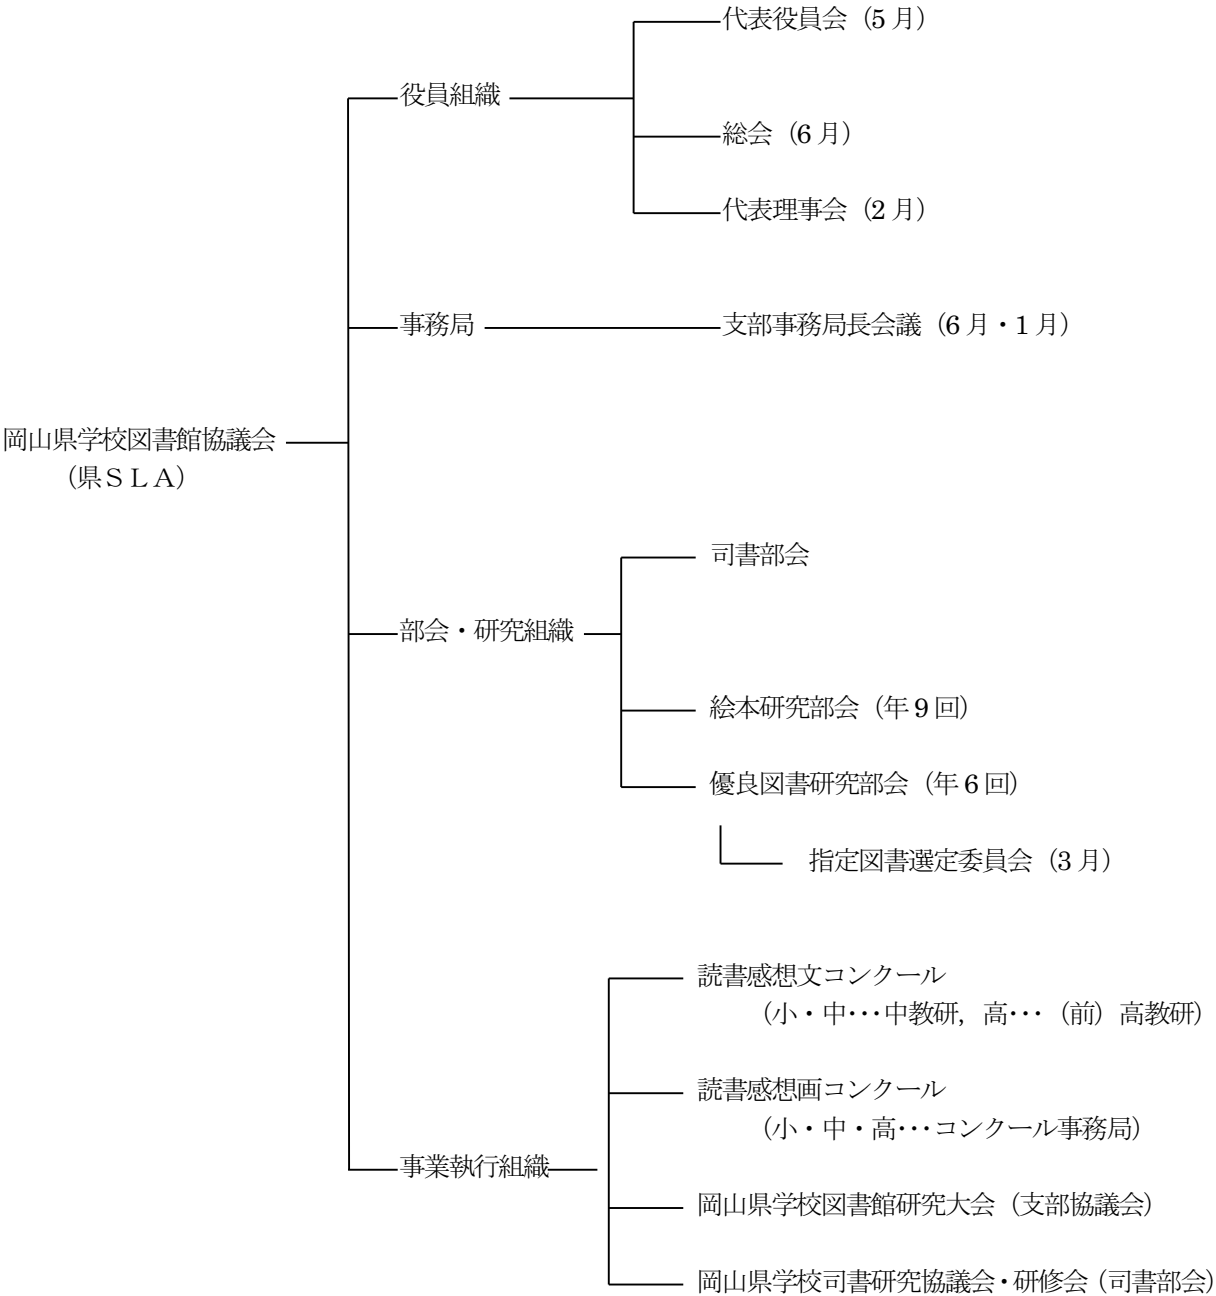 代表役員会（5 月）
役員組織
総会（6 月）
代表理事会（2 月）
事務局
支部事務局長会議（6 月・1 月）
岡山県学校図書館協議会
（県ＳＬＡ）
司書部会
部会・研究組織
絵本研究部会（年 9 回）
優良図書研究部会（年 6 回）
指定図書選定委員会（3 月）
読書感想文コンクール
（小・中･･･中教研，高･･･（前）高教研）
読書感想画コンクール
（小・中・高･･･コンクール事務局）
事業執行組織
岡山県学校図書館研究大会（支部協議会）
岡山県学校司書研究協議会・研修会（司書部会）